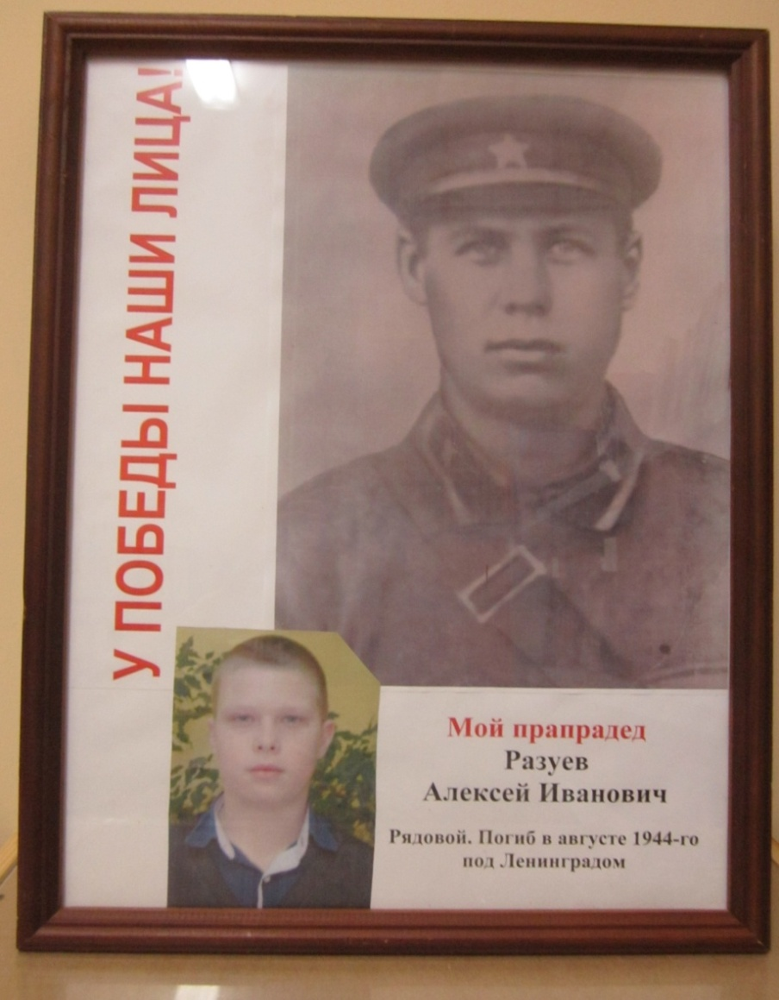 У ПОБЕДЫ НАШИ ЛИЦА!
Мой прапрадед
Разуев
Алексей Иванович
Рядовой. Погиб в августе 1944-го
под Ленинградом